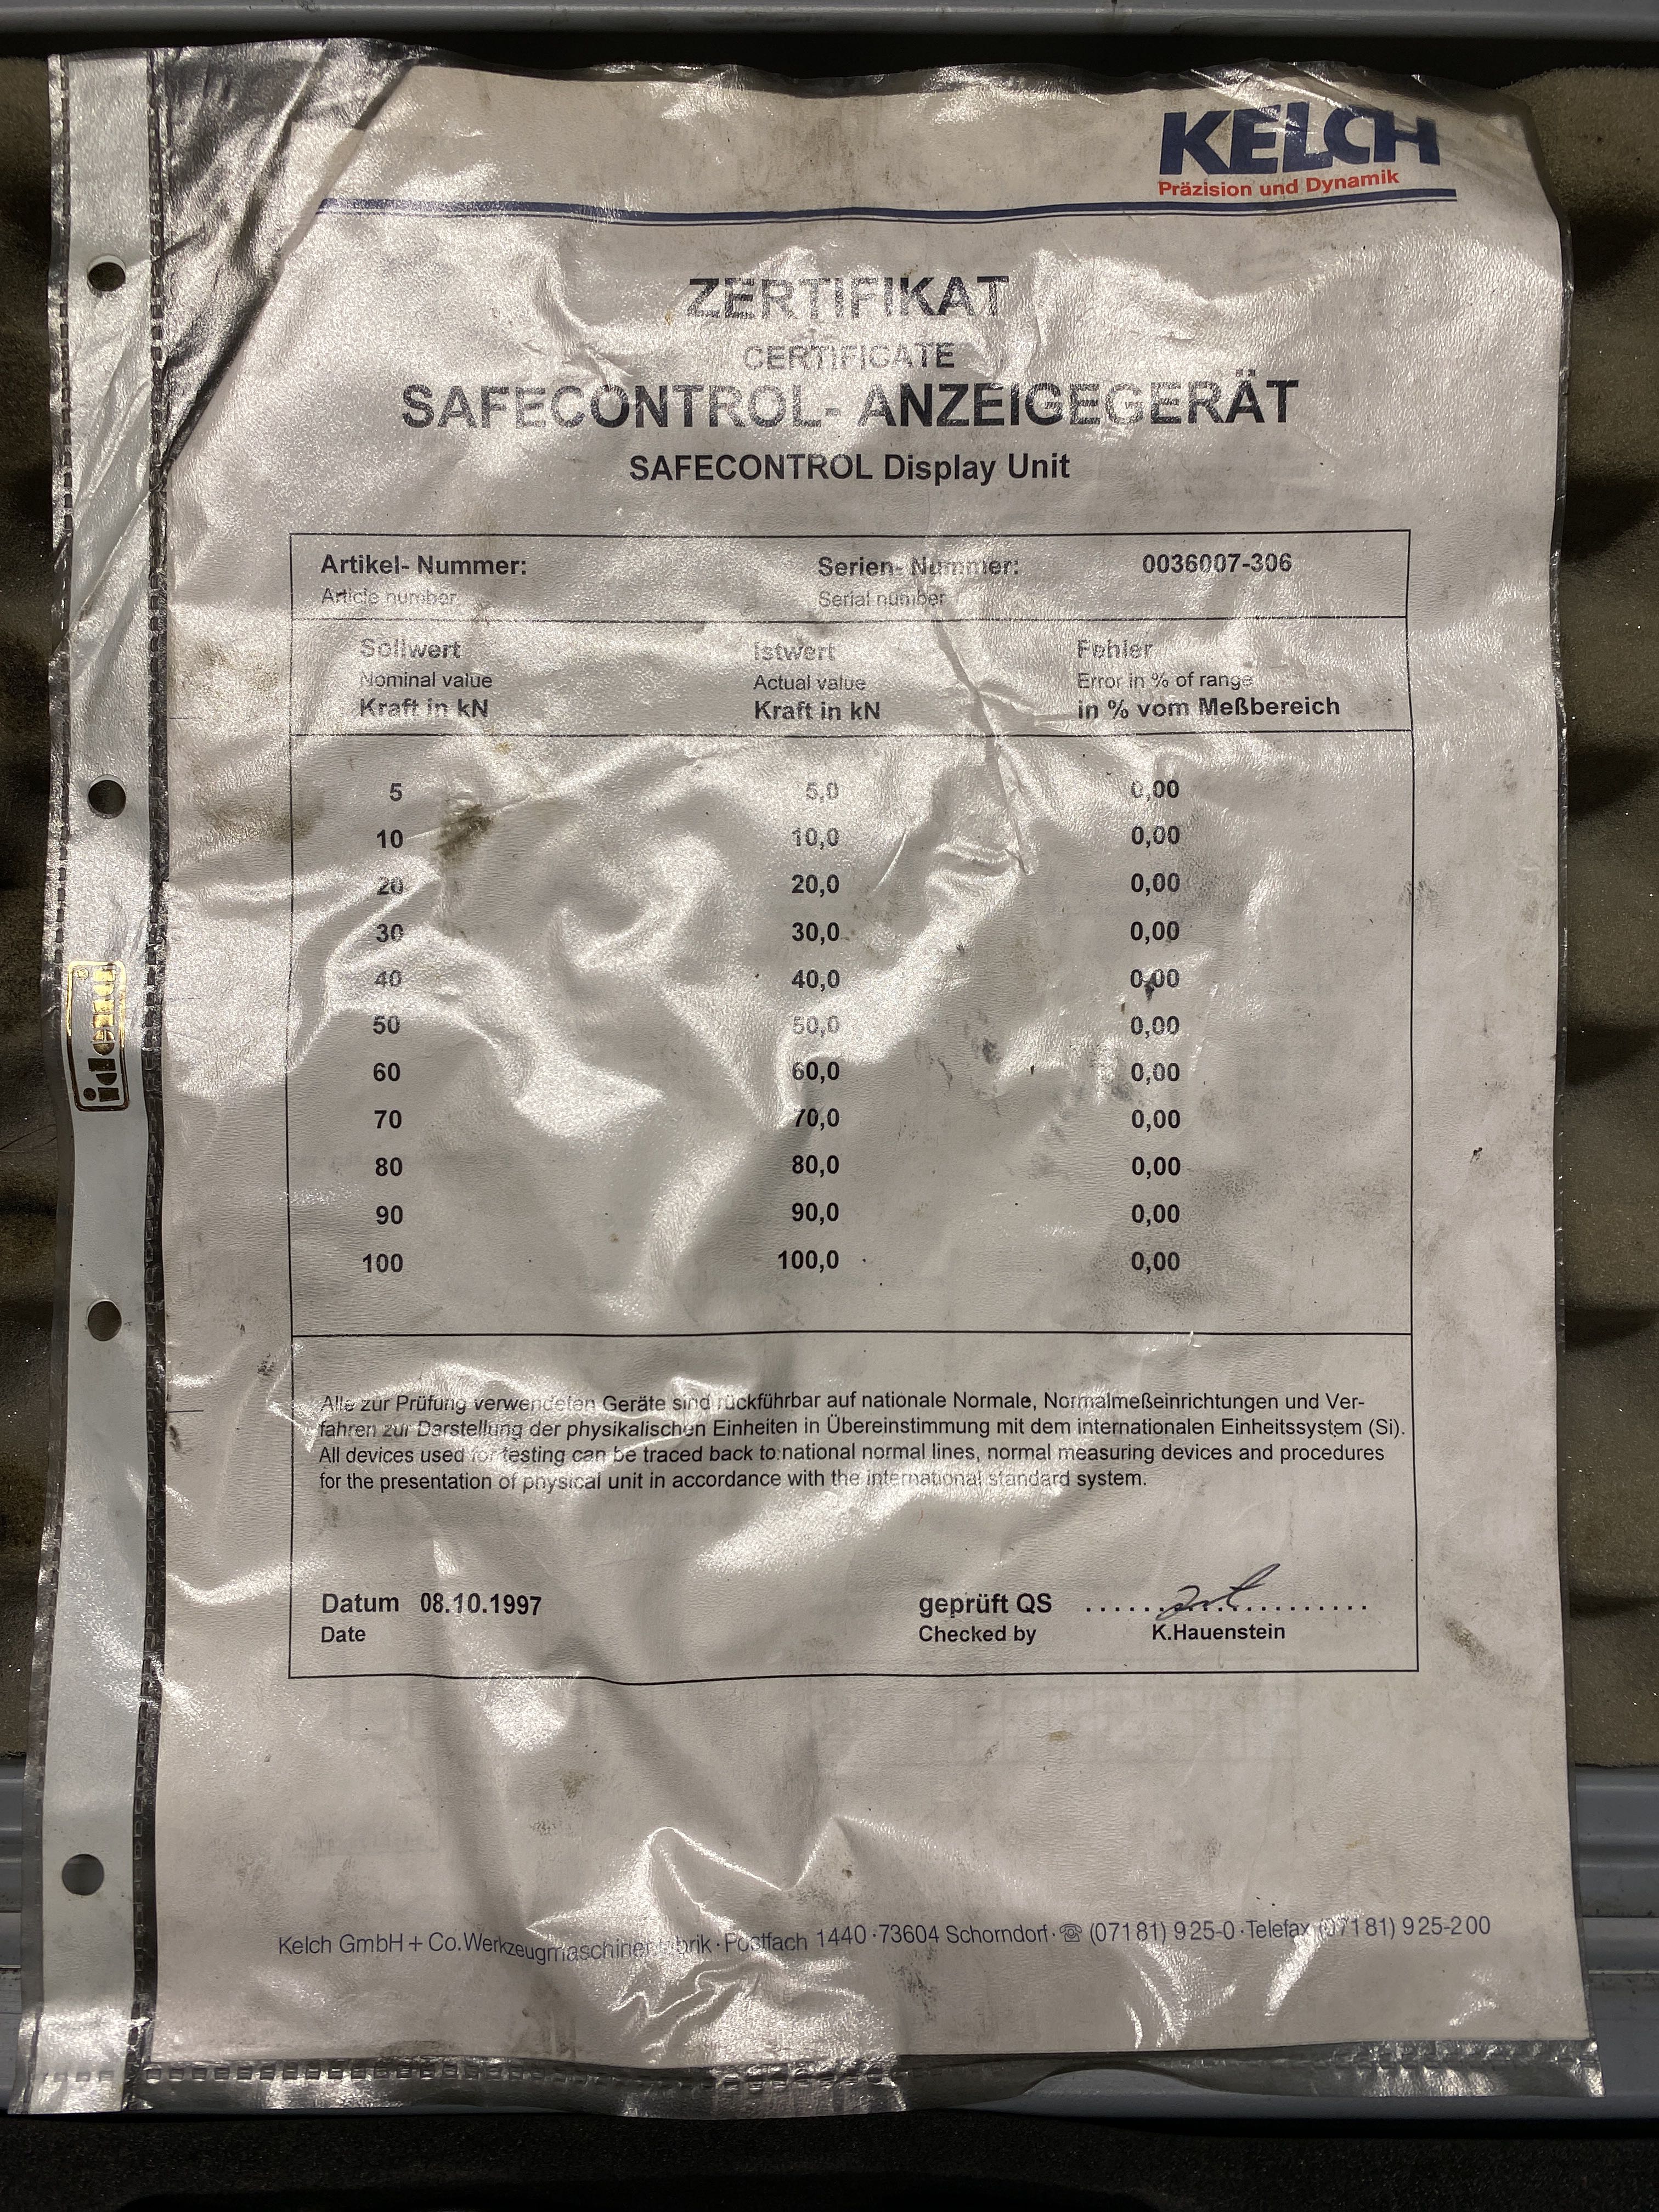 KELCH
Präzision und Dynamik
ZERTIFIKAT
CERTIFICATE
SAFECONTROL- ANZEIGEGERÄT
SAFECONTROL Display Unit
Artikel- Nummer: Serien- Nummer: 0036007-306
Article number Serial number
Sollwert Istwert Fehler
Nominal value Actual value Error in % of range
Kraft in kN Kraft in kN in % vom Meßbereich
5 5,0 0,00
10 10,0 0,00
20 20,0 0,00
30 30,0 0,00
40 40,0 0,00
50 50,0 0,00
60 60,0 0,00
70 70,0 0,00
80 80,0 0,00
90 90,0 0,00
100 100,0 0,00
Alle zur Prüfung verwendeten Geräte sind rückführbar auf nationale Normale, Normalmeßeinrichtungen und Ver-
fahren zur Darstellung der physikalischen Einheiten in Übereinstimmung mit dem internationalen Einheitssystem (Si).
All devices used for testing can be traced back to national normal lines, normal measuring devices and procedures
for the presentation of physical unit in accordance with the international standard system.
Datum 08.10.1997 geprüft QS ....................
Date Checked by K.Hauenstein
Kelch GmbH + Co. Werkzeugmaschinenfabrik · Postfach 1440 · 73604 Schorndorf · ☎ (07181) 925-0 · Telefax (07181) 925-200
idena